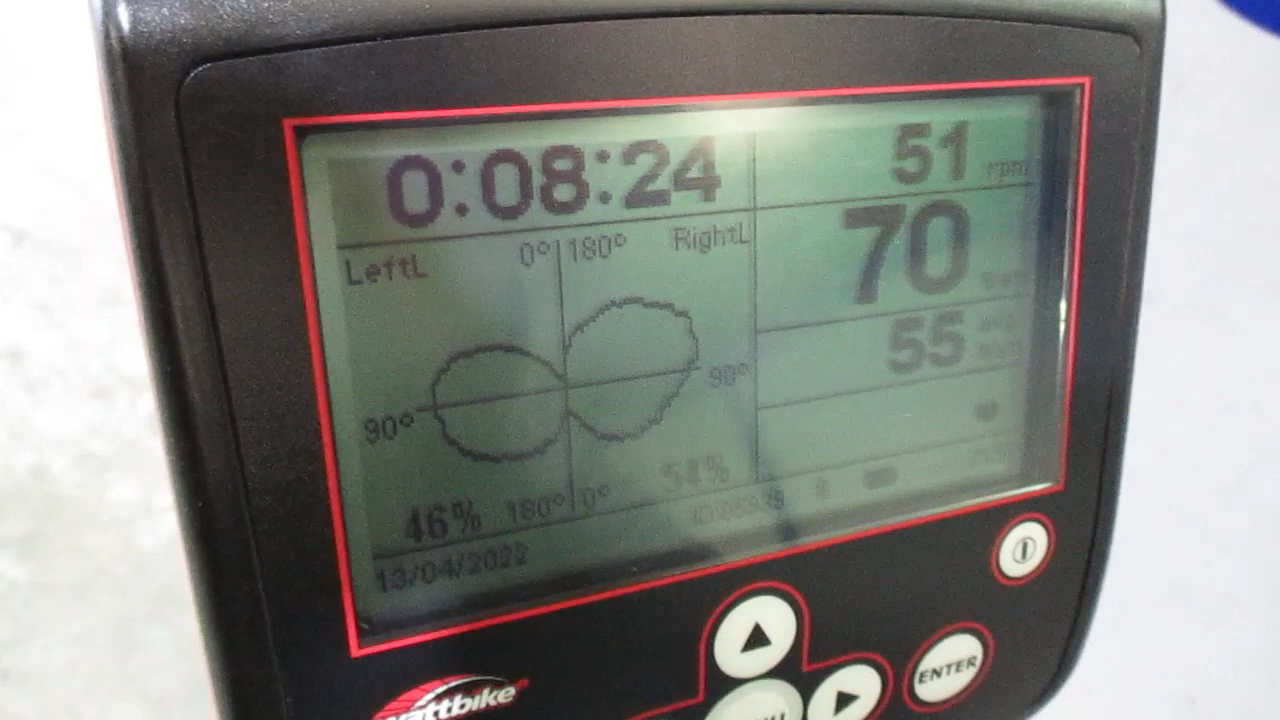 0:08:24
51 rpm
70
55
LeftL 0° 180° RightL
90° 90°
46% 180° 0° 54%
13/04/2022
wattbike
ENTER